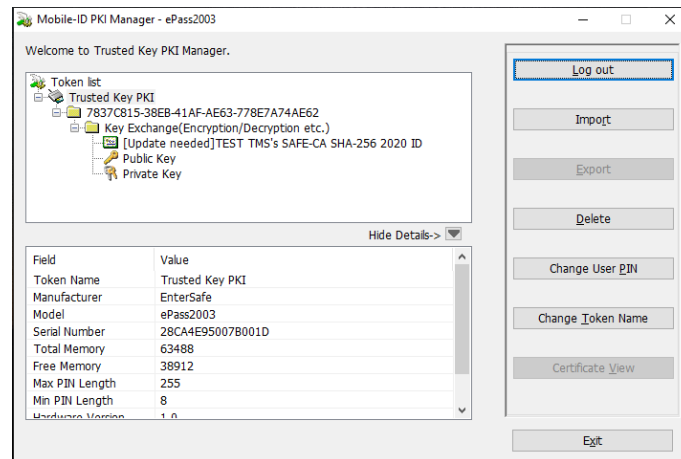 Mobile-ID PKI Manager - ePass2003
Welcome to Trusted Key PKI Manager.
Token list
Trusted Key PKI
7837C815-38EB-41AF-AE63-778E7A74AE62
Key Exchange(Encryption/Decryption etc.)
[Update needed]TEST TMS's SAFE-CA SHA-256 2020 ID
Public Key
Private Key
Hide Details->
Field Value
Token Name Trusted Key PKI
Manufacturer EnterSafe
Model ePass2003
Serial Number 28CA4E95007B001D
Total Memory 63488
Free Memory 38912
Max PIN Length 255
Min PIN Length 8
Hardware Version 1.0
Log out
Import
Export
Delete
Change User PIN
Change Token Name
Certificate View
Exit